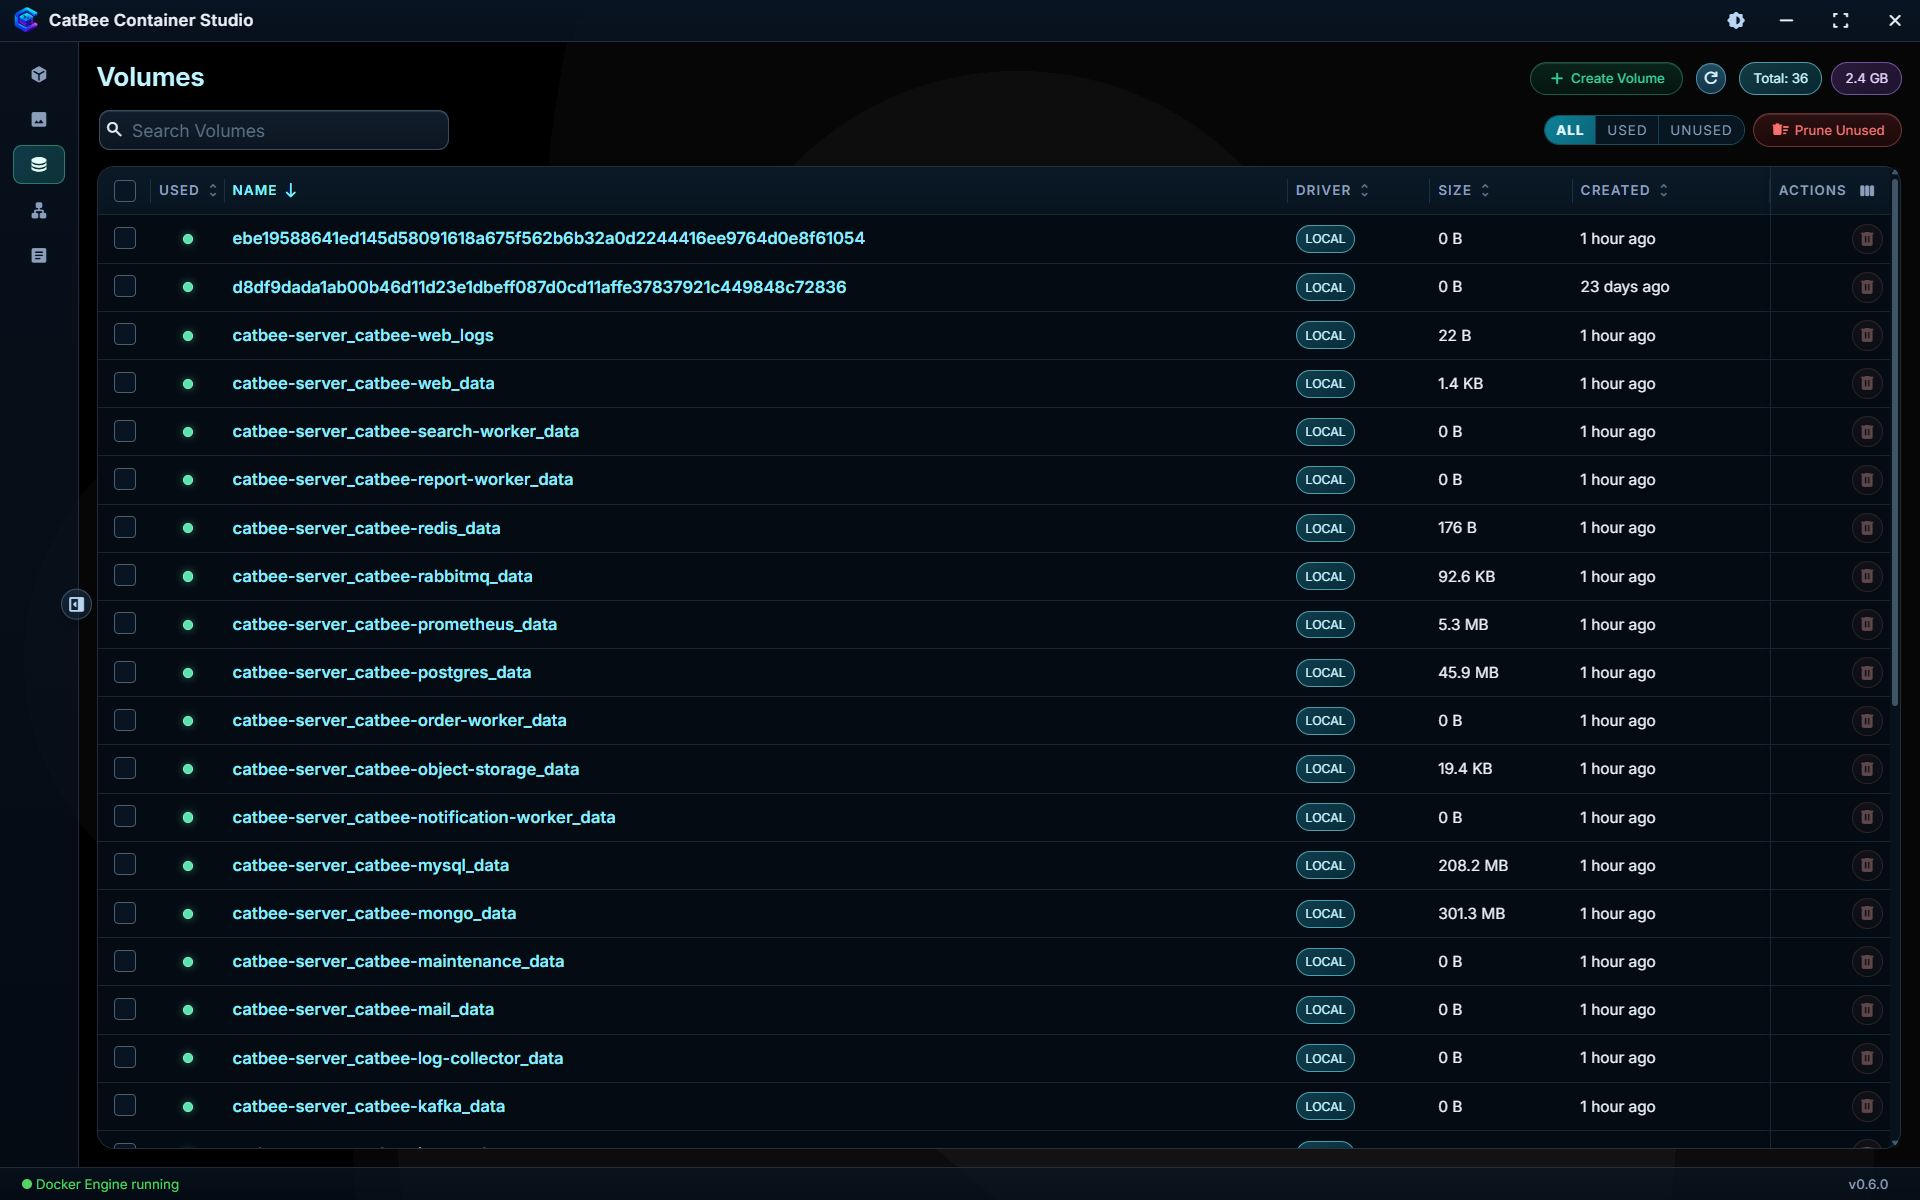 CatBee Container Studio
Volumes
Create Volume
Total: 36
2.4 GB
Search Volumes
ALL USED UNUSED
Prune Unused
USED NAME DRIVER SIZE CREATED ACTIONS
ebe19588641ed145d58091618a675f562b6b32a0d2244416ee9764d0e8f61054 LOCAL 0 B 1 hour ago
d8df9dada1ab00b46d11d23e1dbeff087d0cd11affe37837921c449848c72836 LOCAL 0 B 23 days ago
catbee-server_catbee-web_logs LOCAL 22 B 1 hour ago
catbee-server_catbee-web_data LOCAL 1.4 KB 1 hour ago
catbee-server_catbee-search-worker_data LOCAL 0 B 1 hour ago
catbee-server_catbee-report-worker_data LOCAL 0 B 1 hour ago
catbee-server_catbee-redis_data LOCAL 176 B 1 hour ago
catbee-server_catbee-rabbitmq_data LOCAL 92.6 KB 1 hour ago
catbee-server_catbee-prometheus_data LOCAL 5.3 MB 1 hour ago
catbee-server_catbee-postgres_data LOCAL 45.9 MB 1 hour ago
catbee-server_catbee-order-worker_data LOCAL 0 B 1 hour ago
catbee-server_catbee-object-storage_data LOCAL 19.4 KB 1 hour ago
catbee-server_catbee-notification-worker_data LOCAL 0 B 1 hour ago
catbee-server_catbee-mysql_data LOCAL 208.2 MB 1 hour ago
catbee-server_catbee-mongo_data LOCAL 301.3 MB 1 hour ago
catbee-server_catbee-maintenance_data LOCAL 0 B 1 hour ago
catbee-server_catbee-mail_data LOCAL 0 B 1 hour ago
catbee-server_catbee-log-collector_data LOCAL 0 B 1 hour ago
catbee-server_catbee-kafka_data LOCAL 0 B 1 hour ago
Docker Engine running
v0.6.0